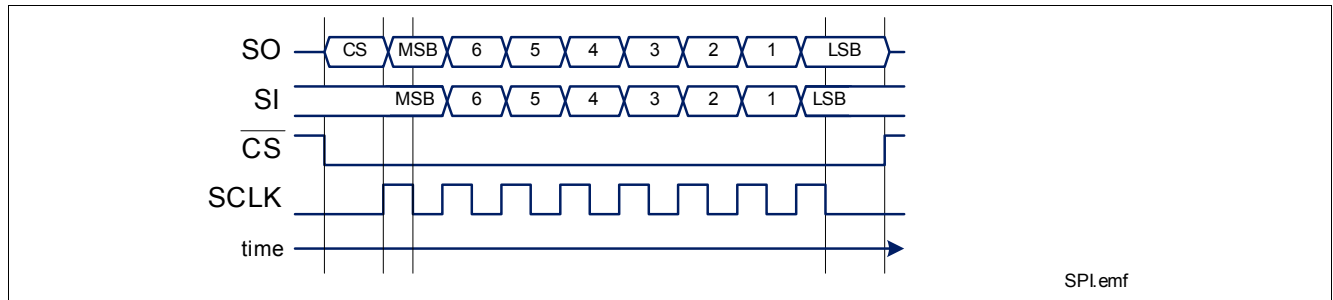 SO CS MSB 6 5 4 3 2 1 LSB
SI MSB 6 5 4 3 2 1 LSB
CS
SCLK
time
SPI.emf